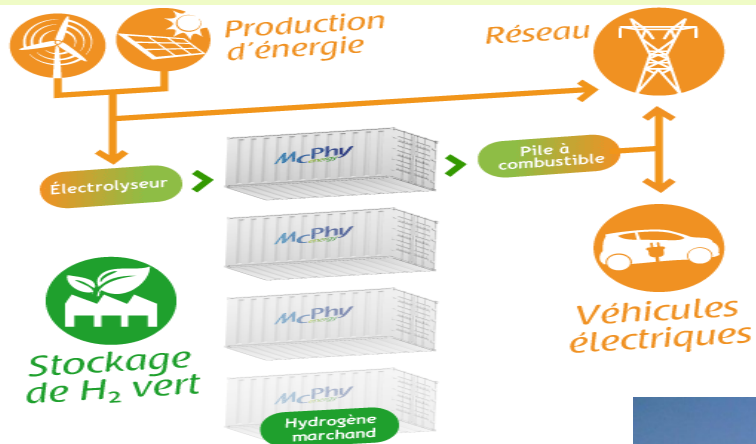 Production
d'énergie
Réseau
Électrolyseur
McPhy
energy
Pile à
combustible
McPhy
energy
McPhy
energy
McPhy
energy
Stockage
de H₂ vert
Véhicules
électriques
Hydrogène
marchand